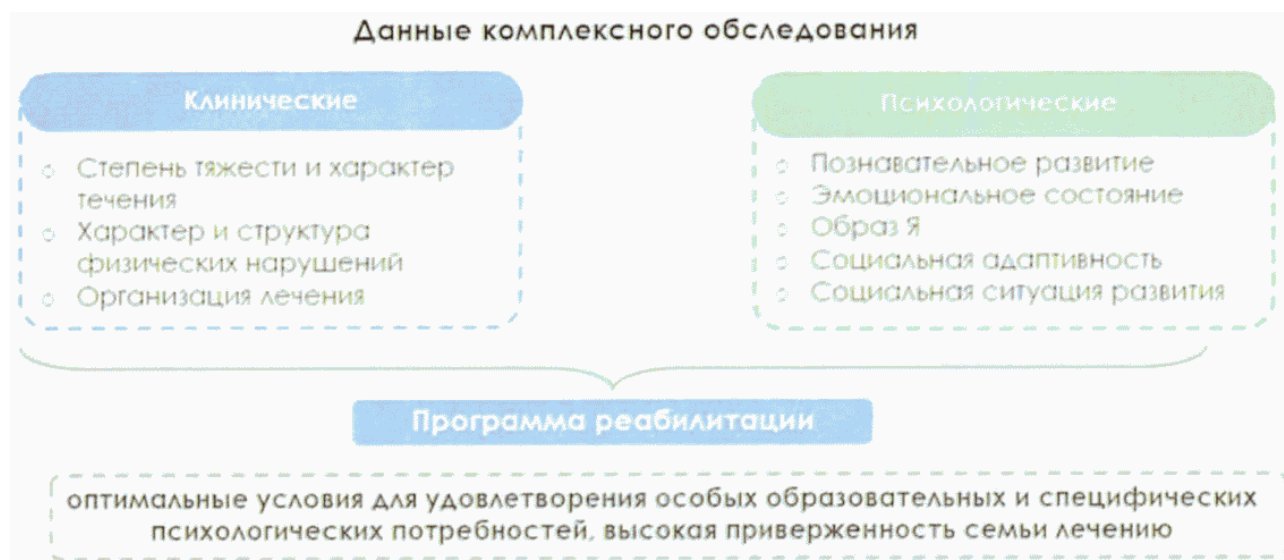 Данные комплексного обследования
Клинические
Степень тяжести и характер
течения
Характер и структура
физических нарушений
Организация лечения
Психологические
Познавательное развитие
Эмоциональное состояние
Образ Я
Социальная адаптивность
Социальная ситуация развития
Программа реабилитации
оптимальные условия для удовлетворения особых образовательных и специфических
психологических потребностей, высокая приверженность семьи лечению